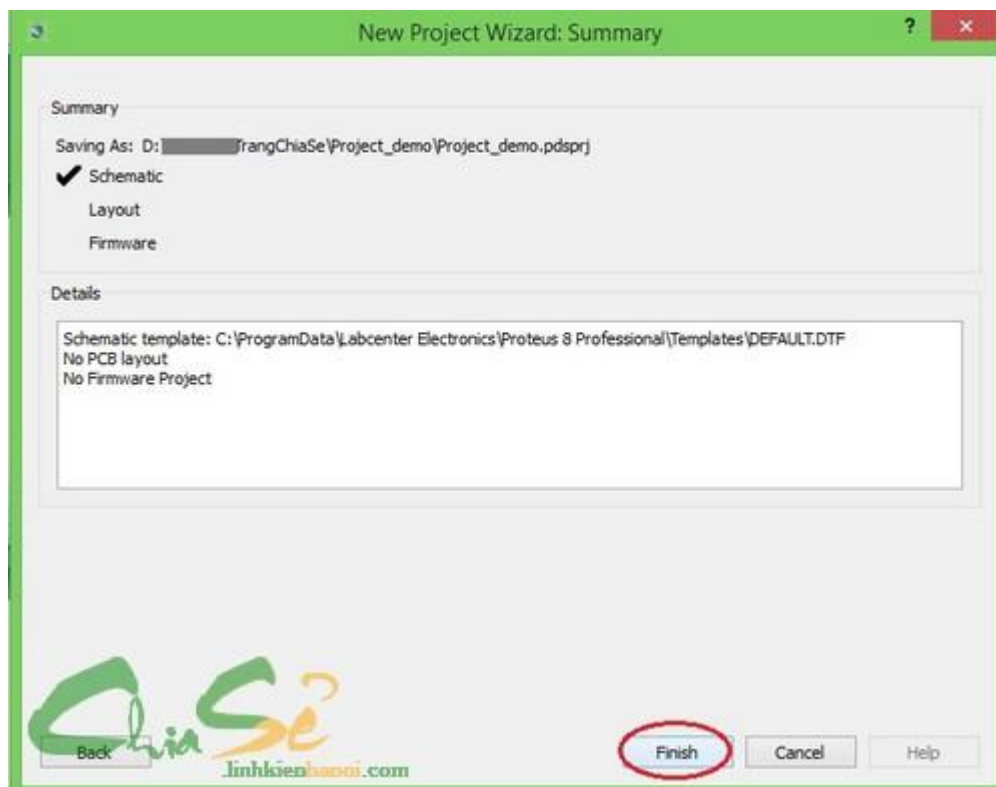 New Project Wizard: Summary
?
Summary
Saving As: D: TrangChiaSe\Project_demo\Project_demo.pdsprj
Schematic
Layout
Firmware
Details
Schematic template: C:\ProgramData\Labcenter Electronics\Proteus 8 Professional\Templates\DEFAULT.DTF
No PCB layout
No Firmware Project
Chia Sẻ
.linhkienhanoi.com
Back
Finish
Cancel
Help